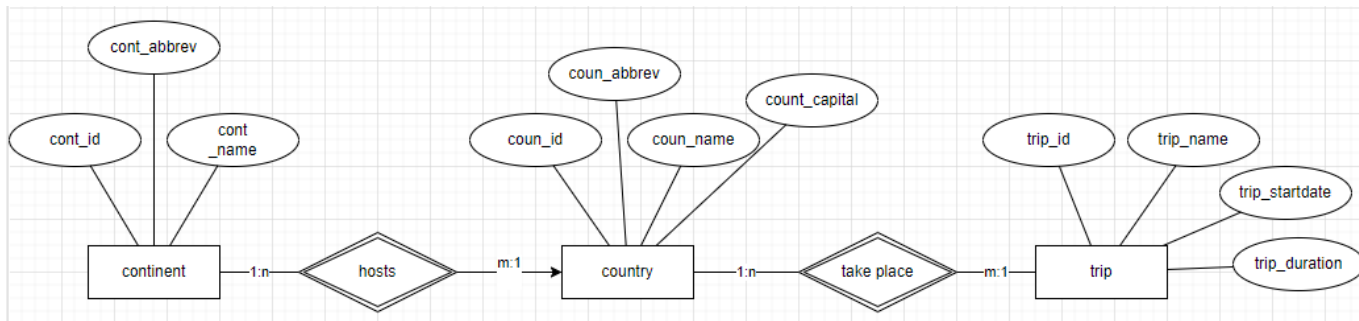 cont_abbrev
cont_id
cont
_name
coun_abbrev
count_capital
coun_id
coun_name
trip_id
trip_name
trip_startdate
trip_duration
continent
1:n
hosts
m:1
country
1:n
take place
m:1
trip